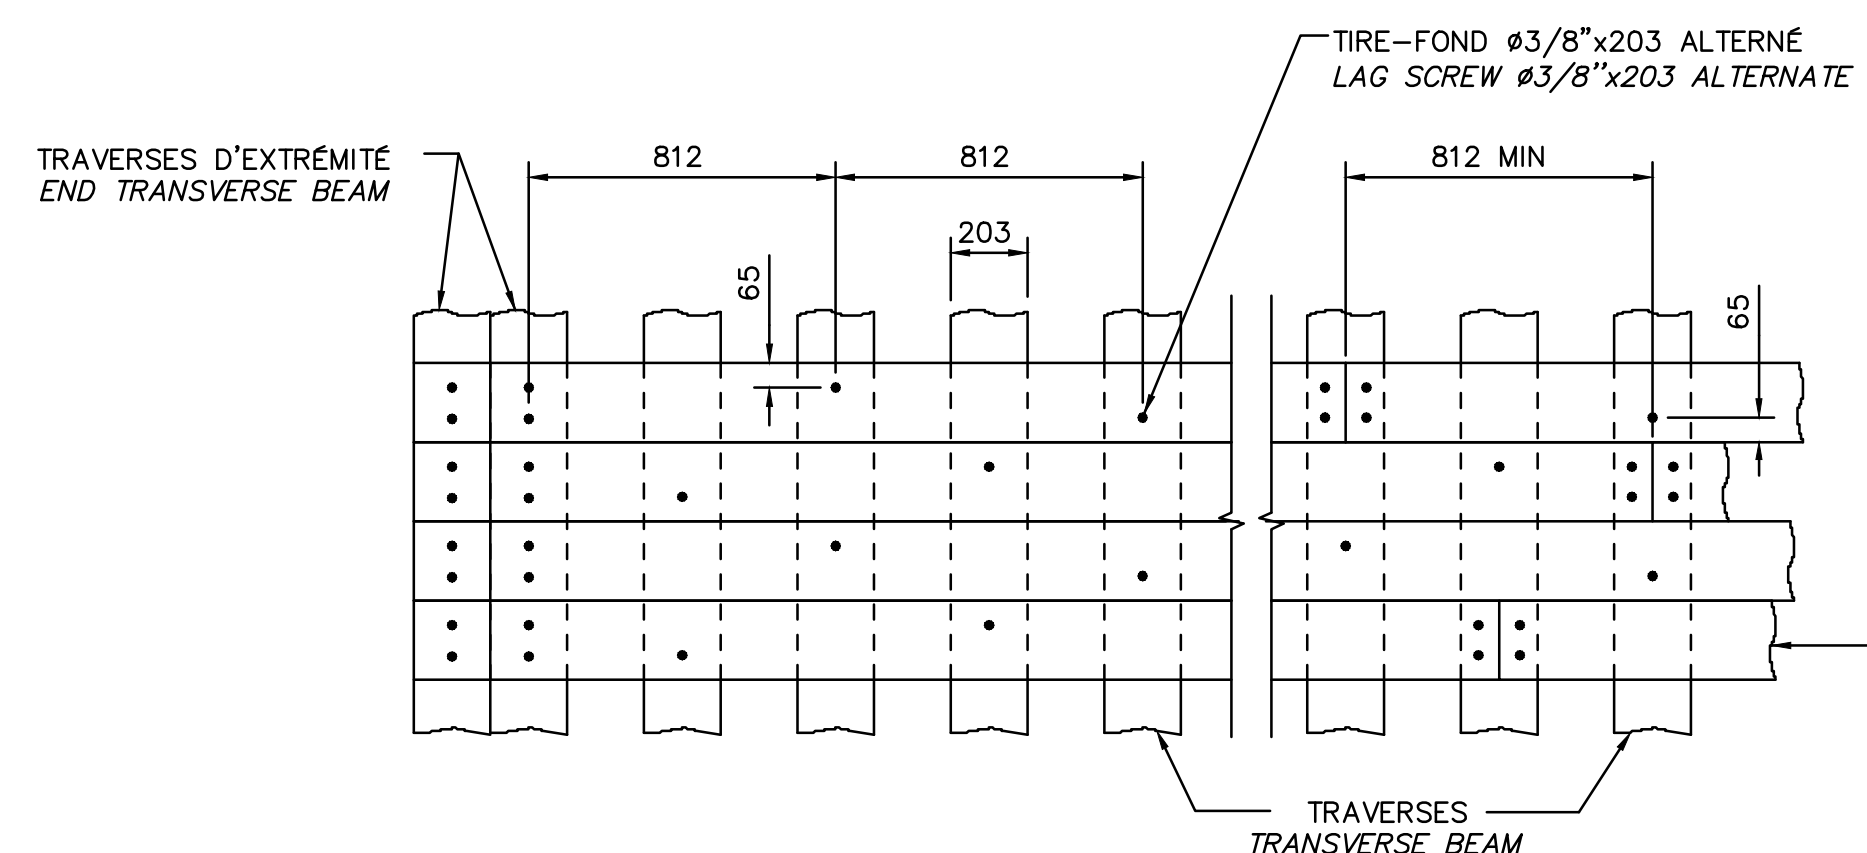 TIRE-FOND ø3/8"x203 ALTERNÉ
LAG SCREW ø3/8''x203 ALTERNATE
TRAVERSES D'EXTRÉMITÉ
END TRANSVERSE BEAM
812
812
812 MIN
203
65
65
TRAVERSES
TRANSVERSE BEAM